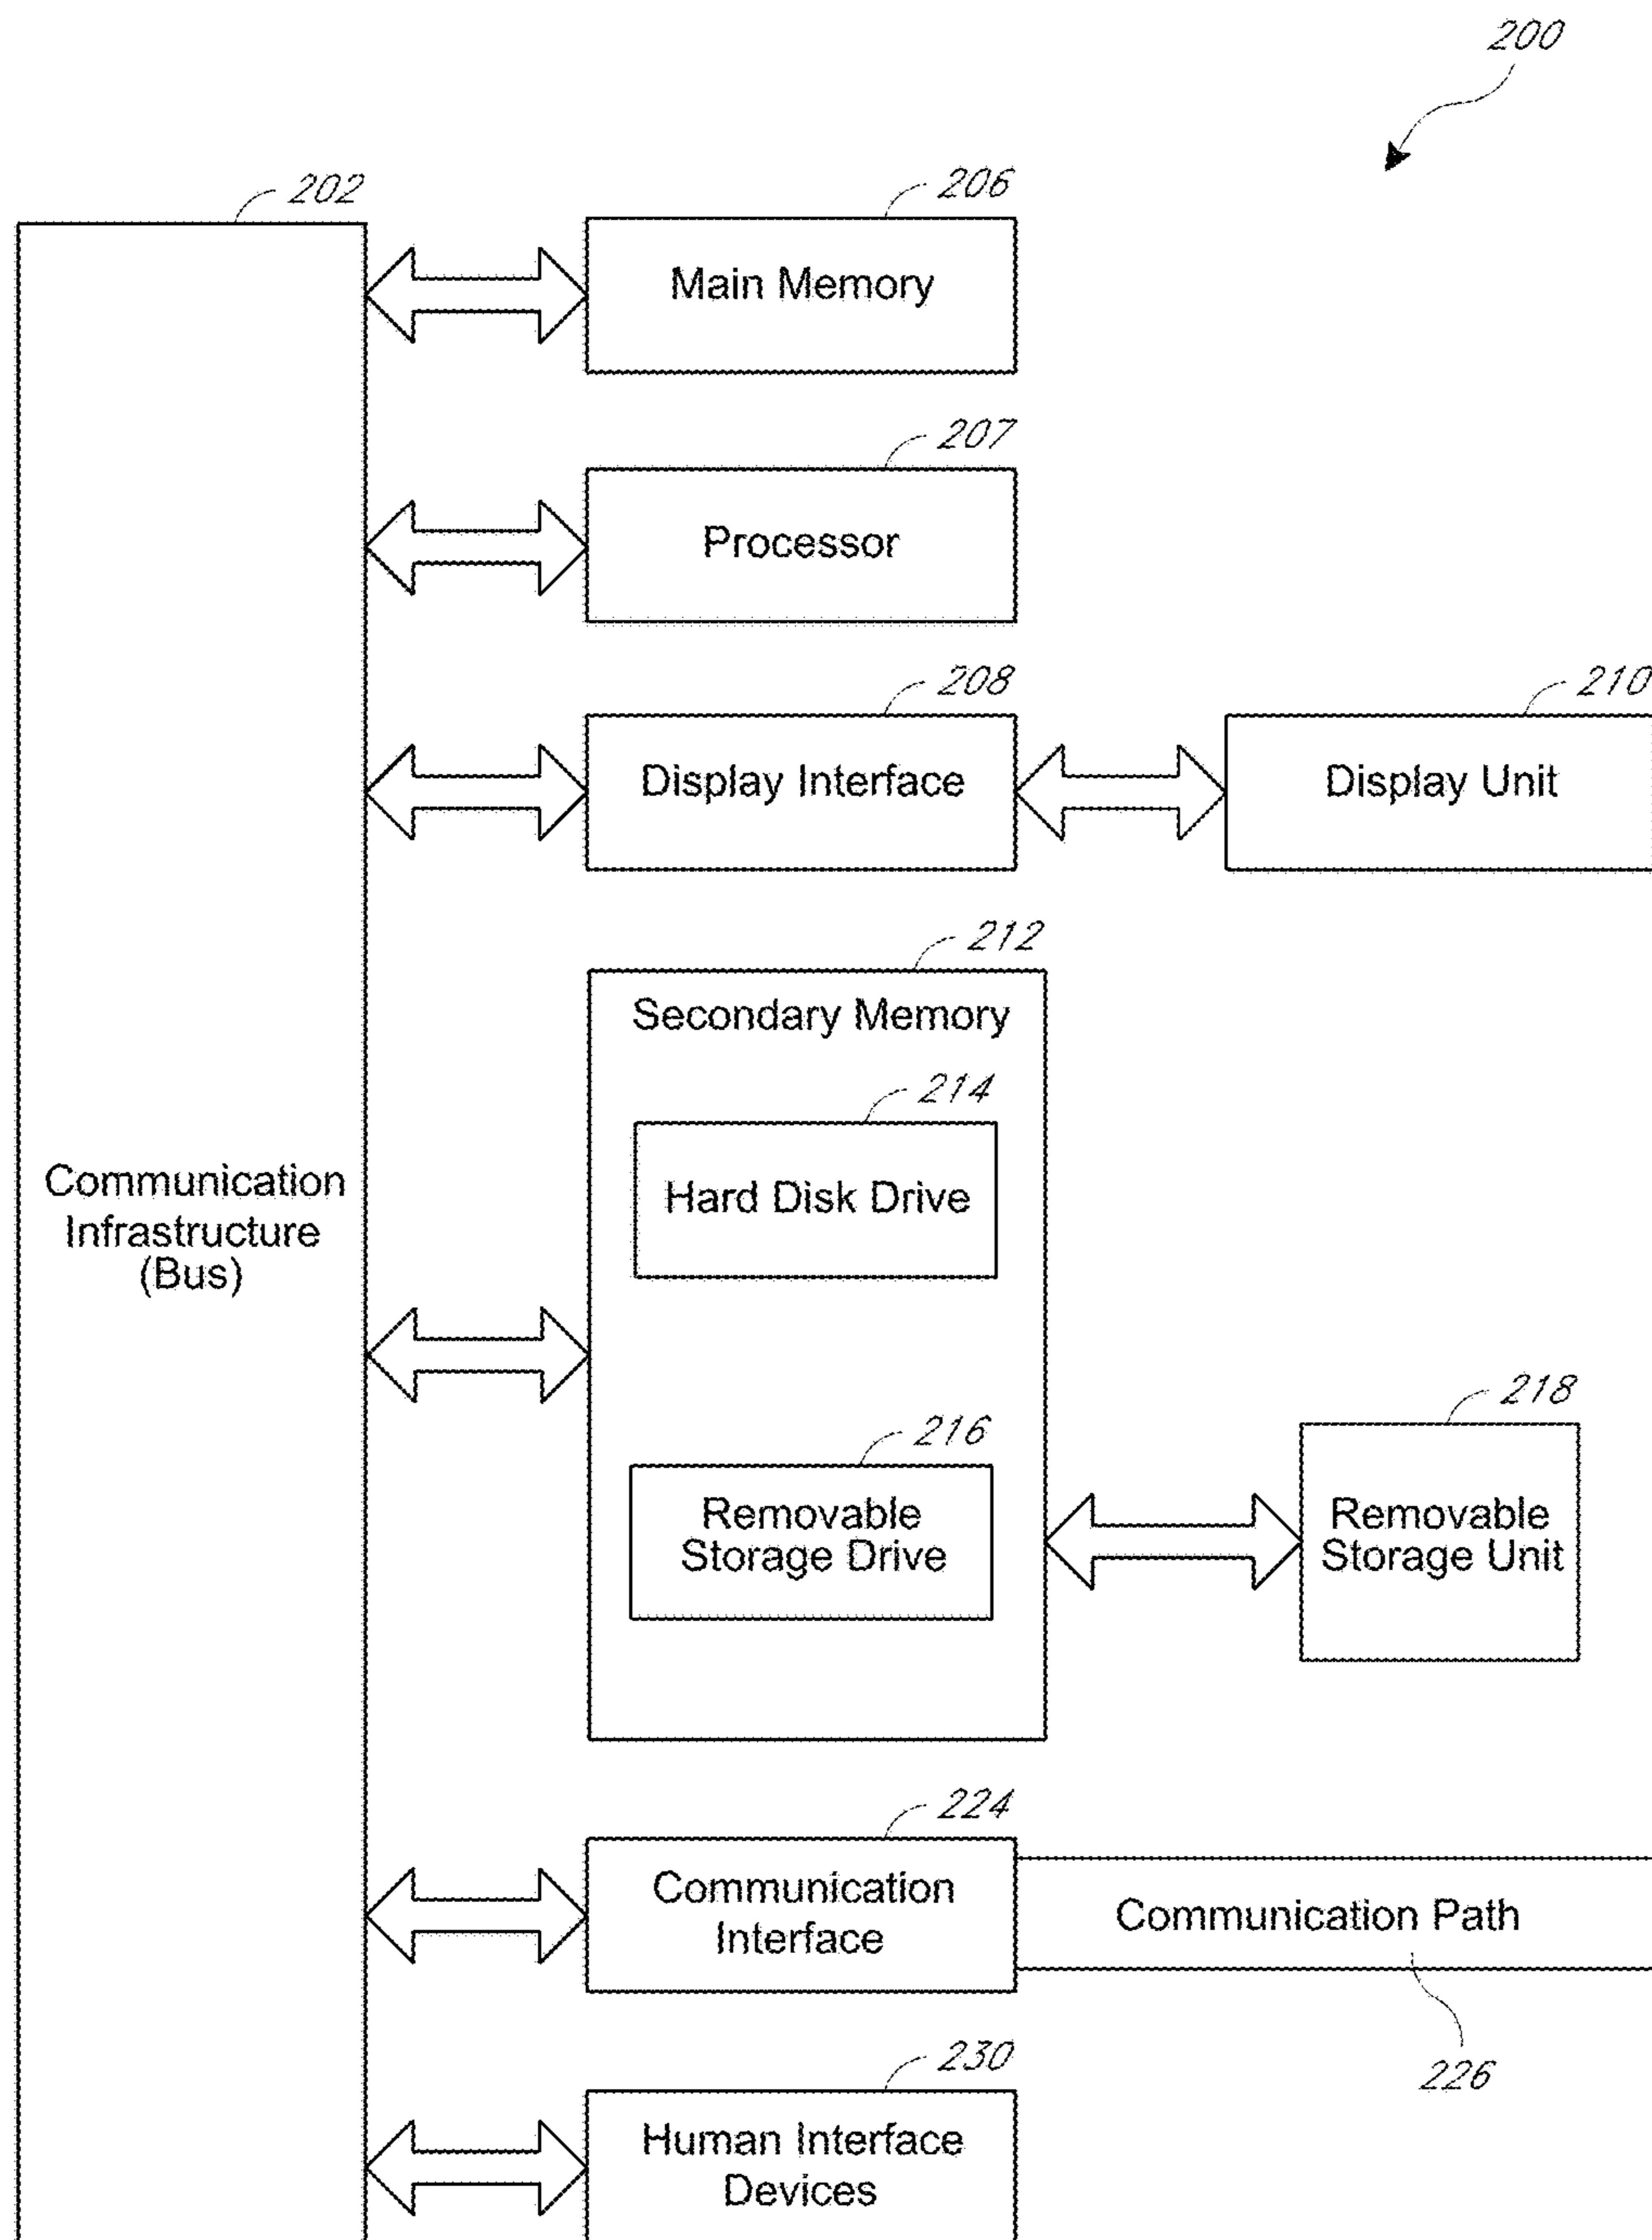 200
202
206
Main Memory
207
Processor
208
Display Interface
210
Display Unit
212
Secondary Memory
214
Hard Disk Drive
Communication
Infrastructure
(Bus)
216
Removable
Storage Drive
218
Removable
Storage Unit
224
Communication
Interface
Communication Path
226
230
Human Interface
Devices